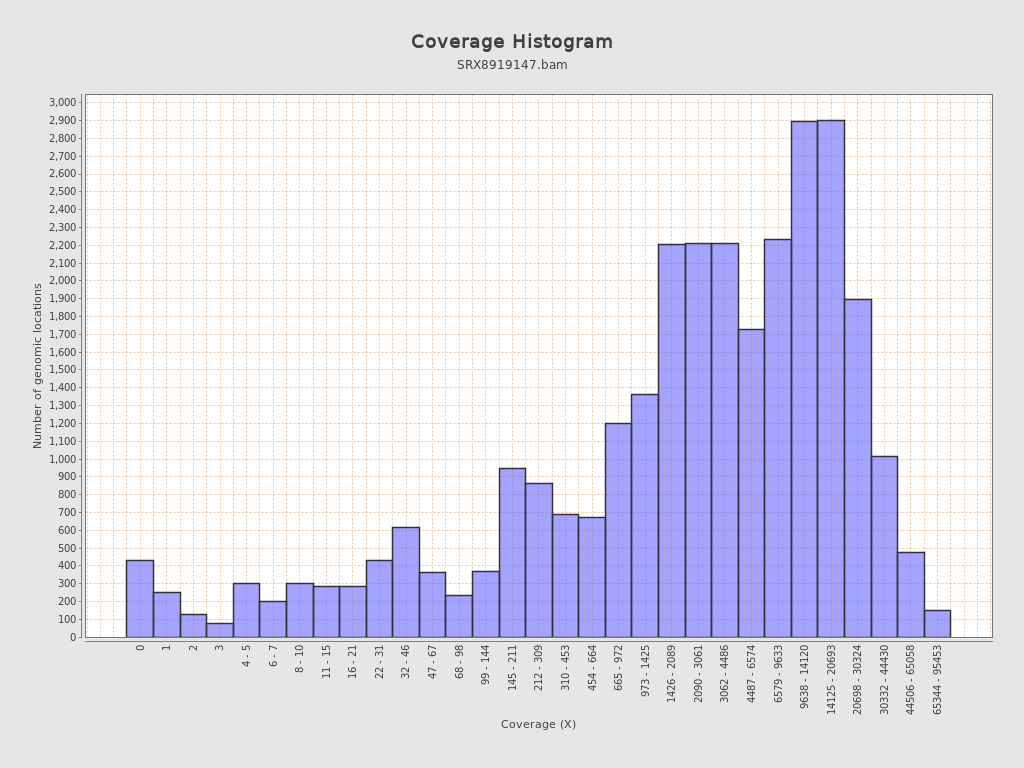 Coverage Histogram
SRX8919147.bam
Number of genomic locations
3,000
2,900
2,800
2,700
2,600
2,500
2,400
2,300
2,200
2,100
2,000
1,900
1,800
1,700
1,600
1,500
1,400
1,300
1,200
1,100
1,000
900
800
700
600
500
400
300
200
100
0
0
1
2
3
4 - 5
6 - 7
8 - 10
11 - 15
16 - 21
22 - 31
32 - 46
47 - 67
68 - 98
99 - 144
145 - 211
212 - 309
310 - 453
454 - 664
665 - 972
973 - 1425
1426 - 2089
2090 - 3061
3062 - 4486
4487 - 6574
6579 - 9633
9638 - 14120
14125 - 20693
20698 - 30324
30332 - 44430
44506 - 65058
65344 - 95453
Coverage (X)